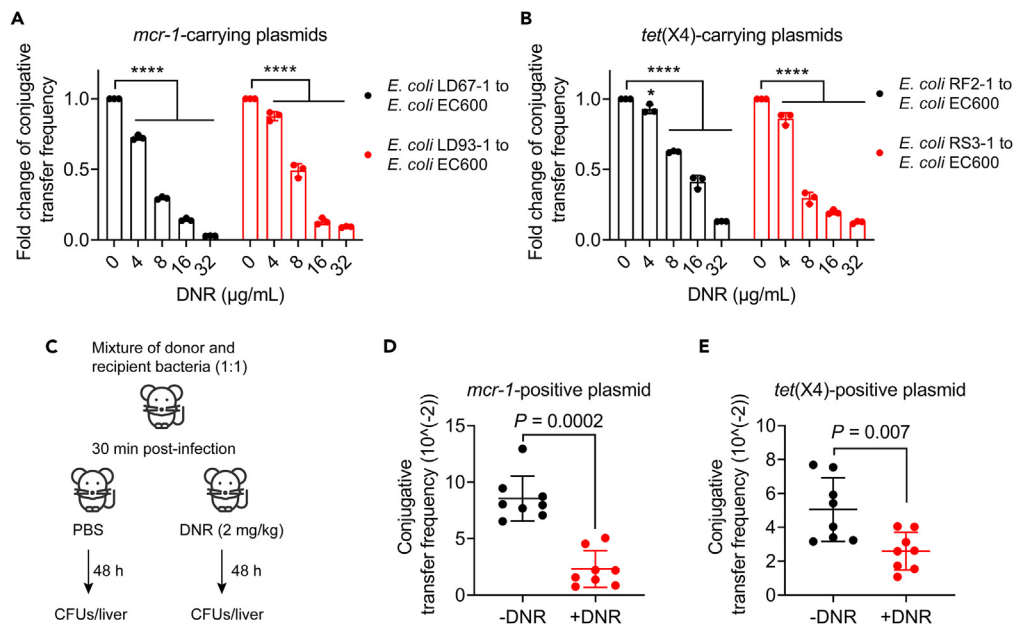 A
mcr-1-carrying plasmids
Fold change of conjugative
transfer frequency
1.0
0.5
0.0
****
****
0 4 8 16 32 0 4 8 16 32
DNR (µg/mL)
E. coli LD67-1 to
E. coli EC600
E. coli LD93-1 to
E. coli EC600
B
tet(X4)-carrying plasmids
Fold change of conjugative
transfer frequency
1.0
0.5
0.0
****
*
****
0 4 8 16 32 0 4 8 16 32
DNR (µg/mL)
E. coli RF2-1 to
E. coli EC600
E. coli RS3-1 to
E. coli EC600
C
Mixture of donor and
recipient bacteria (1:1)
30 min post-infection
PBS
DNR (2 mg/kg)
48 h
48 h
CFUs/liver
CFUs/liver
D
mcr-1-positive plasmid
Conjugative
transfer frequency (10^(-2))
15
10
5
0
P = 0.0002
-DNR +DNR
E
tet(X4)-positive plasmid
Conjugative
transfer frequency (10^(-2))
10
8
6
4
2
0
P = 0.007
-DNR +DNR